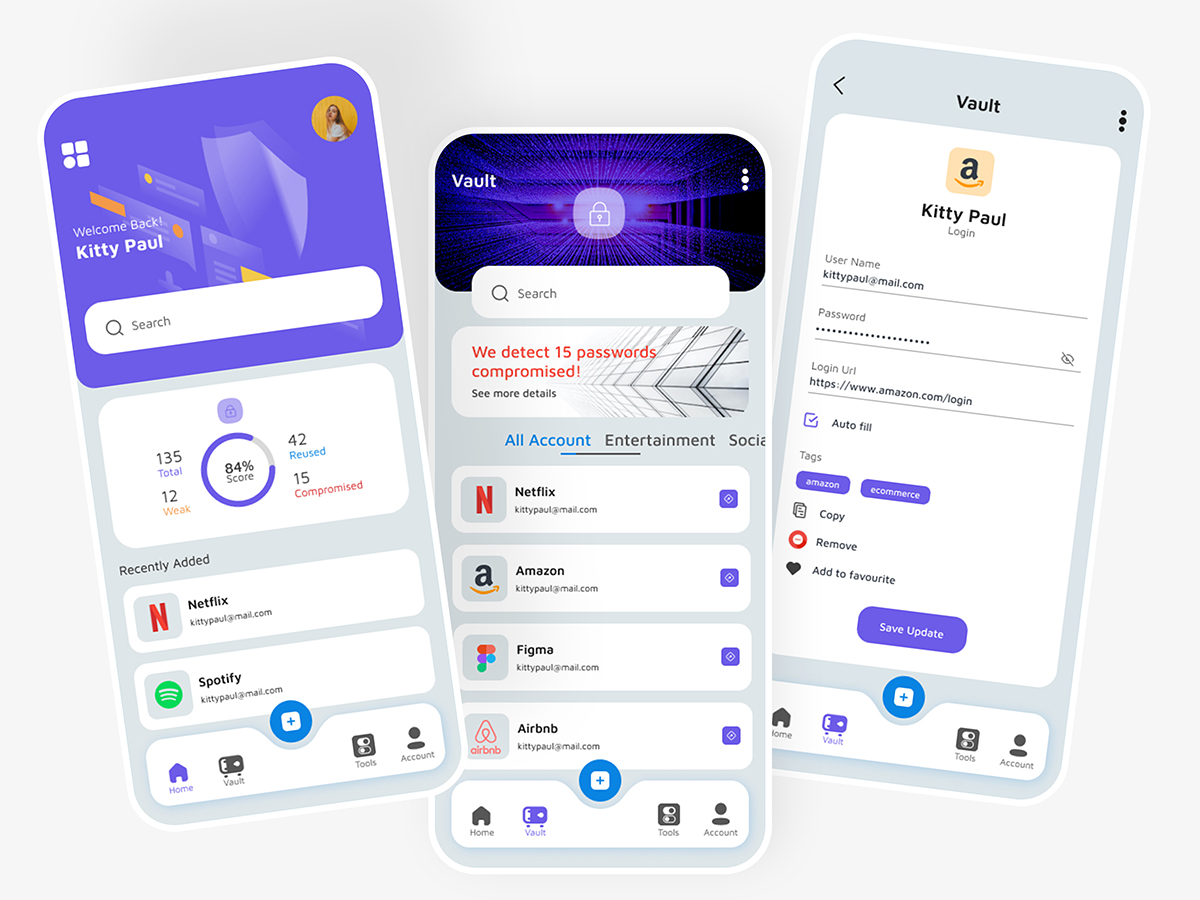 Welcome Back!
Kitty Paul
Search
135
Total
12
Weak
84%
Score
42
Reused
15
Compromised
Recently Added
Netflix
kittypaul@mail.com
Spotify
kittypaul@mail.com
Home
Vault
Tools
Account
Vault
Search
We detect 15 passwords
compromised!
See more details
All Account Entertainment Socia
Netflix
kittypaul@mail.com
Amazon
kittypaul@mail.com
Figma
kittypaul@mail.com
airbnb
Airbnb
kittypaul@mail.com
Home
Vault
Tools
Account
Vault
Kitty Paul
Login
User Name
kittypaul@mail.com
Password
Login Url
https://www.amazon.com/login
Auto fill
Tags
amazon
ecommerce
Copy
Remove
Add to favourite
Save Update
ome
Vault
Tools
Account